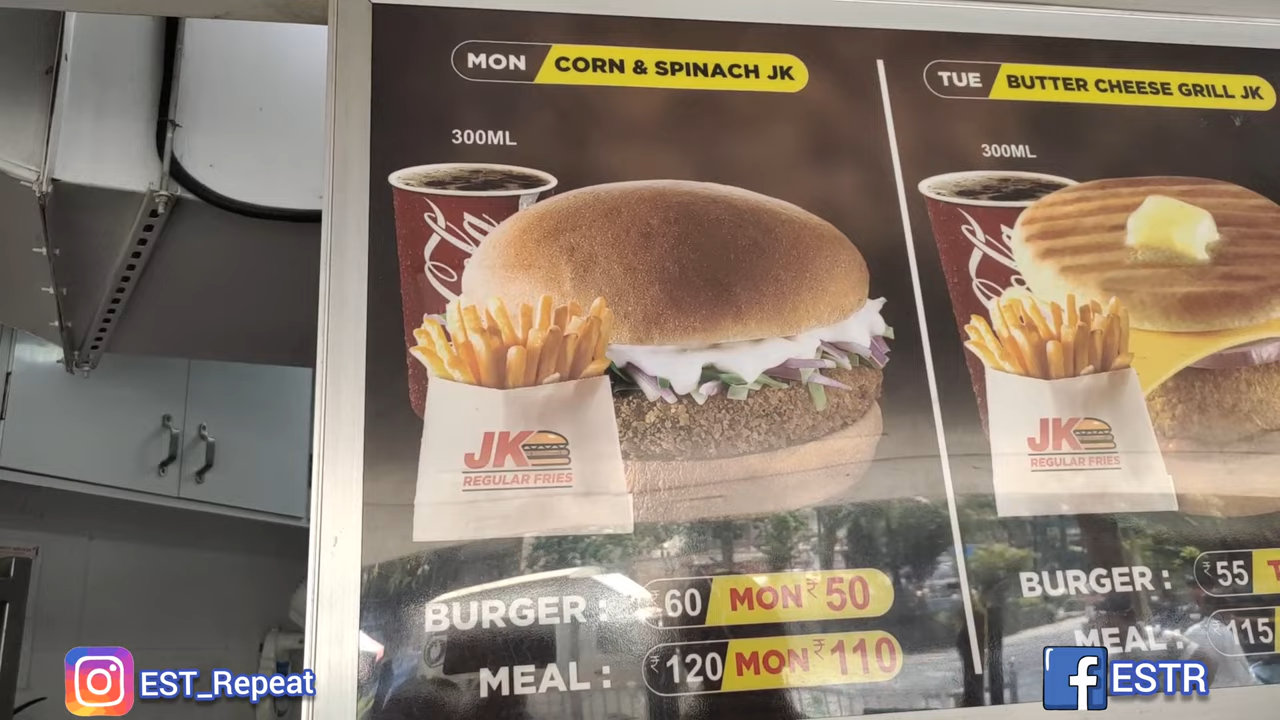 MON CORN & SPINACH JK
300ML
JK
REGULAR FRIES
BURGER : ₹60 MON ₹50
MEAL : ₹120 MON ₹110
TUE BUTTER CHEESE GRILL JK
300ML
JK
REGULAR FRIES
BURGER : ₹55
MEAL : ₹115
EST_Repeat
f ESTR